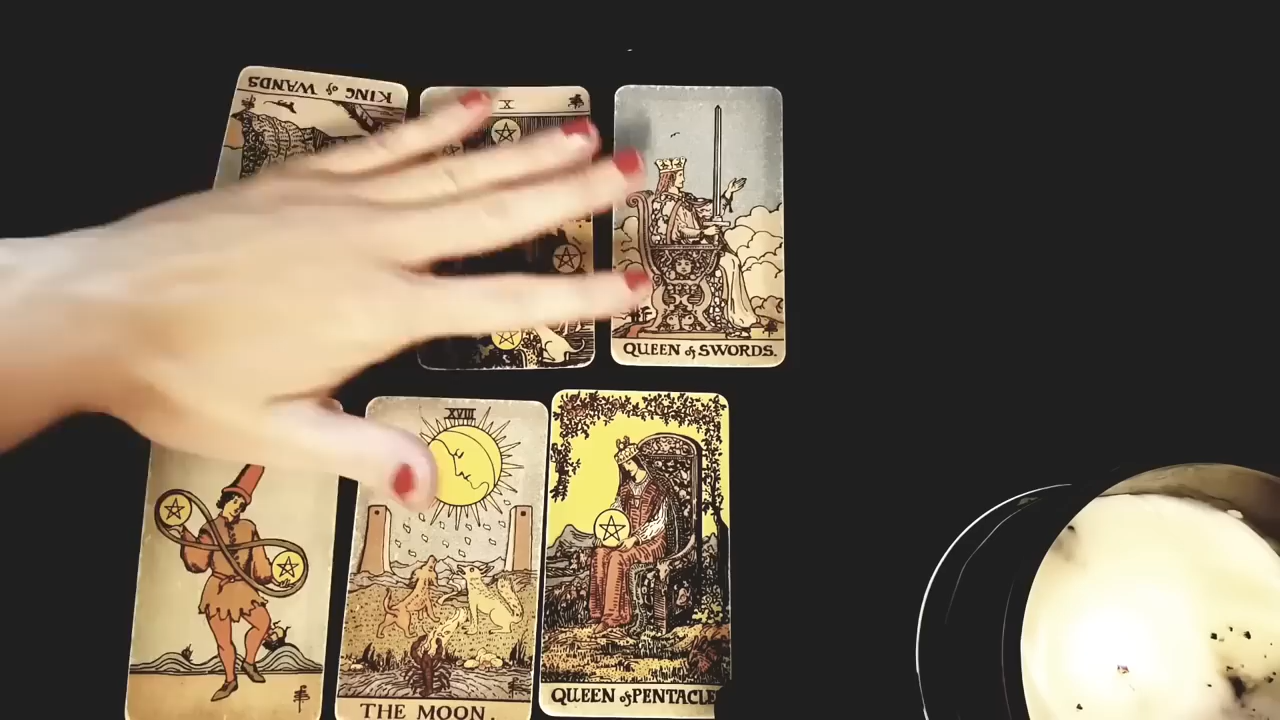 KING of WANDS
X
QUEEN of SWORDS.
XVIII
THE MOON.
QUEEN of PENTACLE